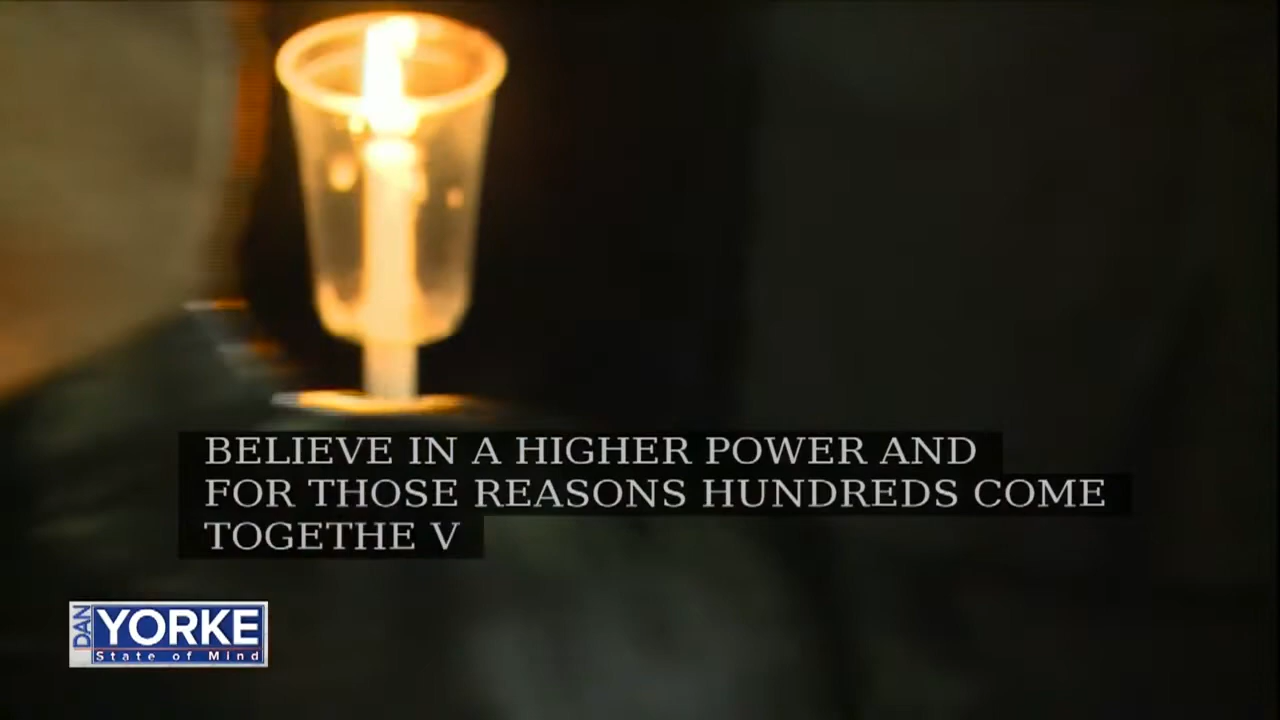 BELIEVE IN A HIGHER POWER AND
FOR THOSE REASONS HUNDREDS COME
TOGETHE V
DAN
YORKE
State of Mind